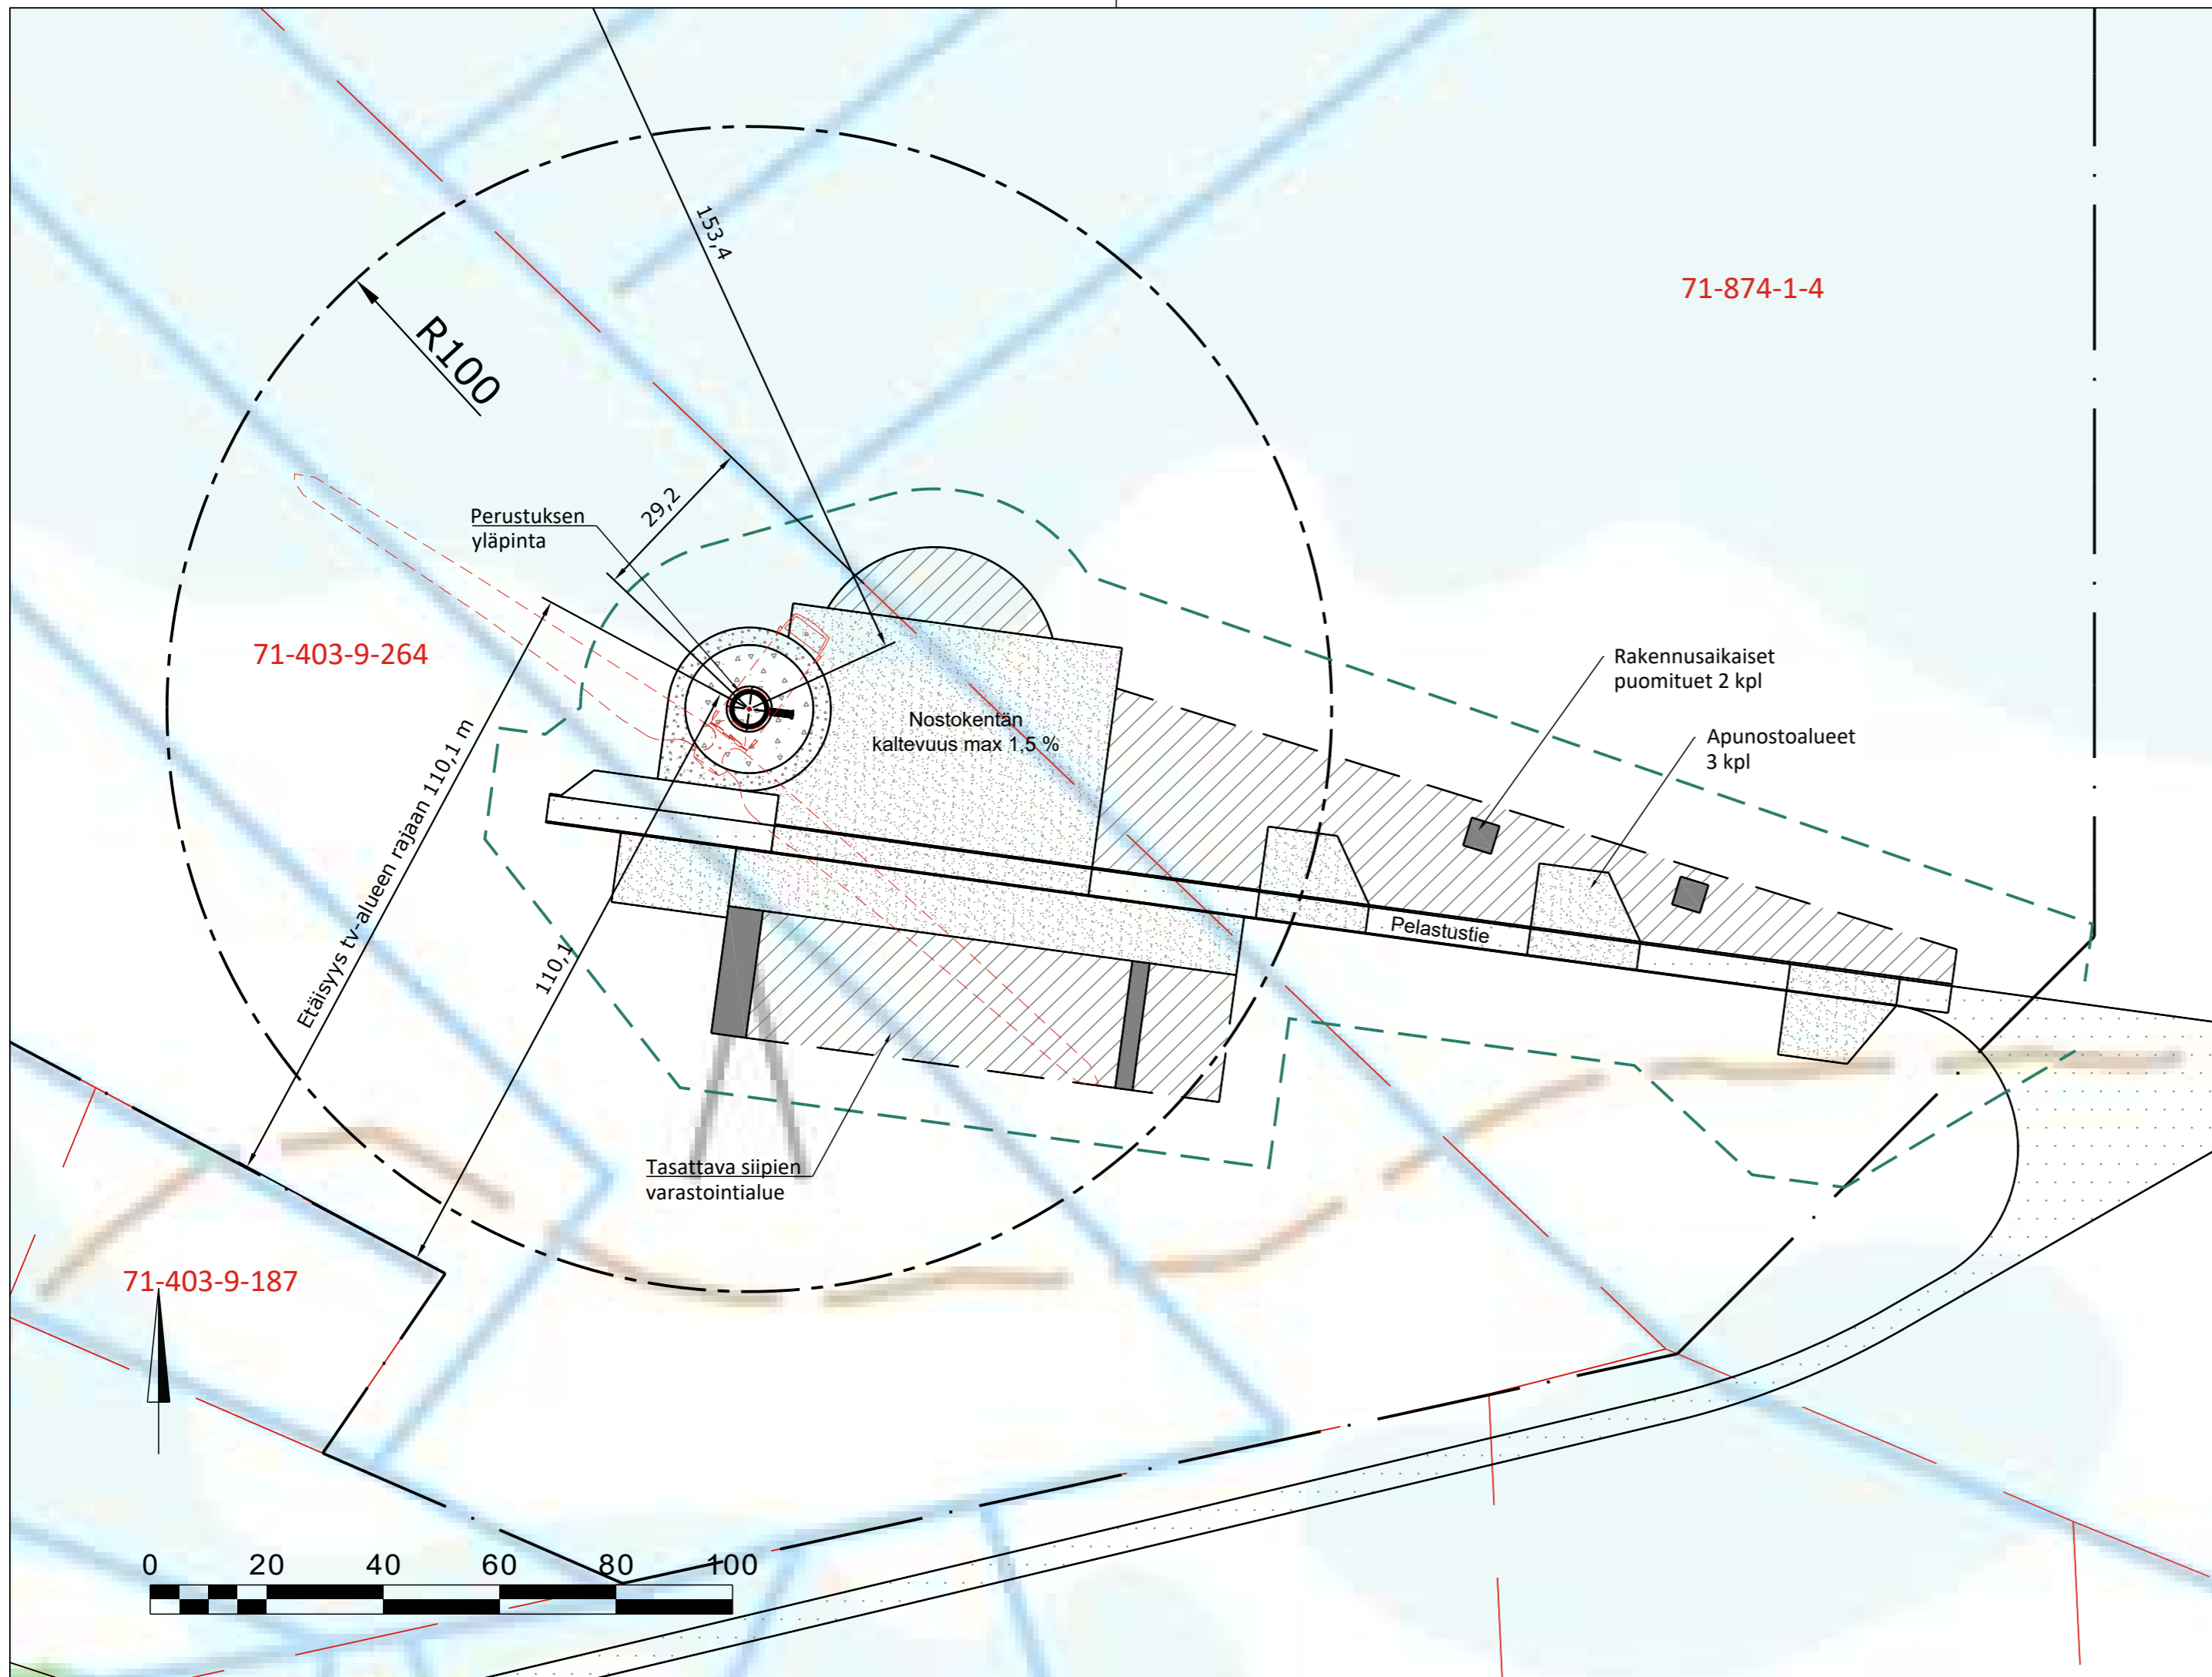 153,4
71-874-1-4
R100
29,2
Perustuksen
yläpinta
71-403-9-264
Rakennusaikaiset
puomituet 2 kpl
Nostokentän
kaltevuus max 1,5 %
Apunostoalueet
3 kpl
Etäisyys tv-alueen rajaan 110,1 m
110,1
Pelastustie
Tasattava siipien
varastointialue
71-403-9-187
0 20 40 60 80 100